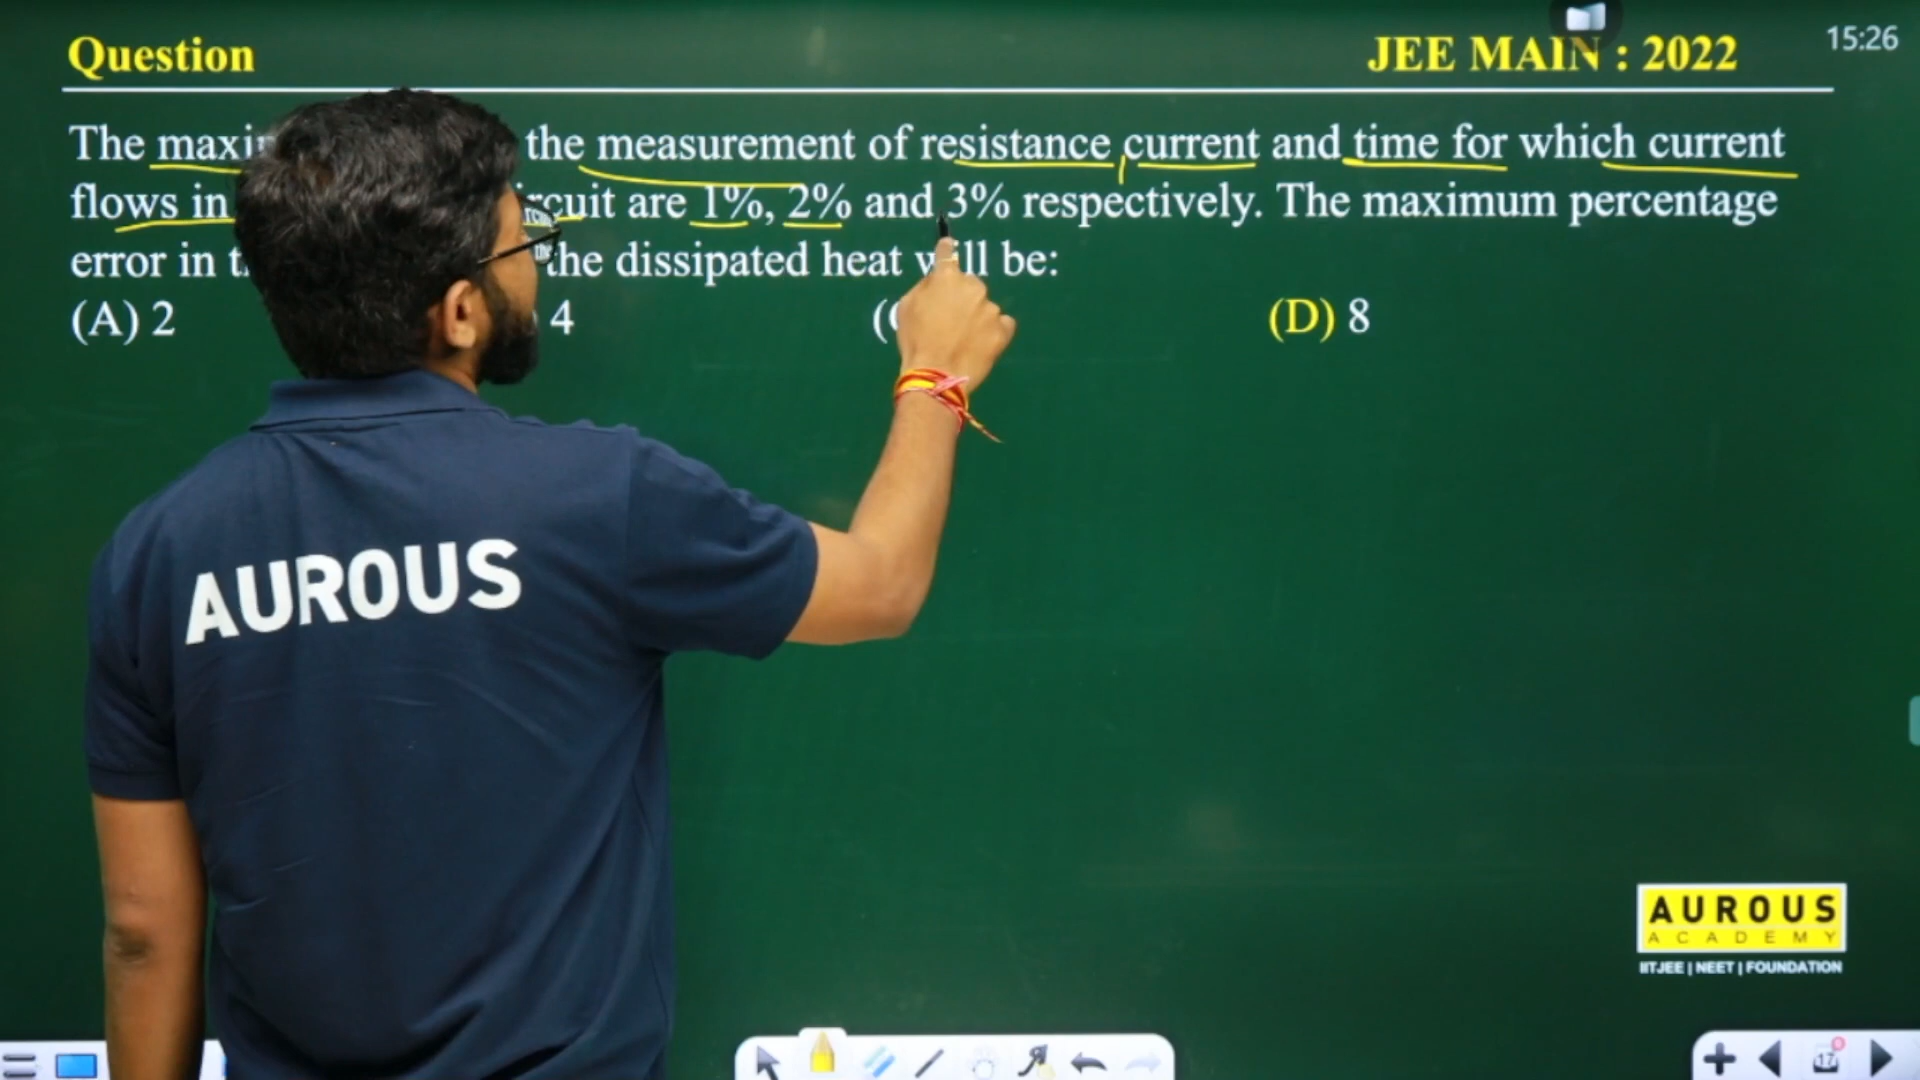 Question
JEE MAIN : 2022
15:26
The maxi the measurement of resistance, current and time for which current
flows in rcuit are 1%, 2% and 3% respectively. The maximum percentage
error in t the dissipated heat will be:
(A) 2 4 (D) 8
AUROUS
AUROUS
ACADEMY
IITJEE | NEET | FOUNDATION
17